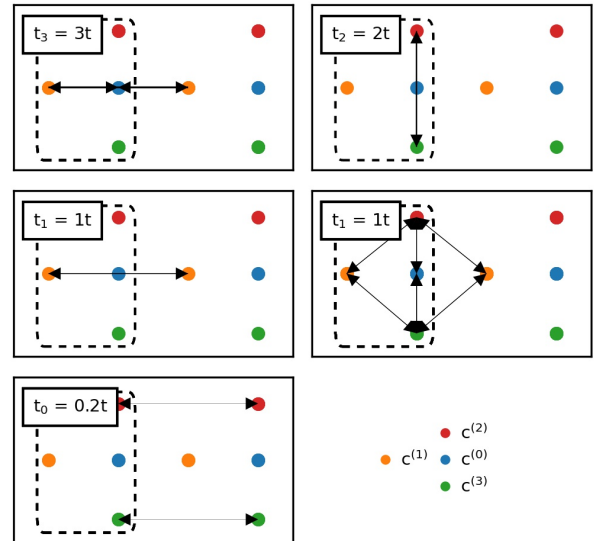 t₃ = 3t
t₂ = 2t
t₁ = 1t
t₁ = 1t
t₀ = 0.2t
c⁽²⁾
c⁽¹⁾ c⁽⁰⁾
c⁽³⁾